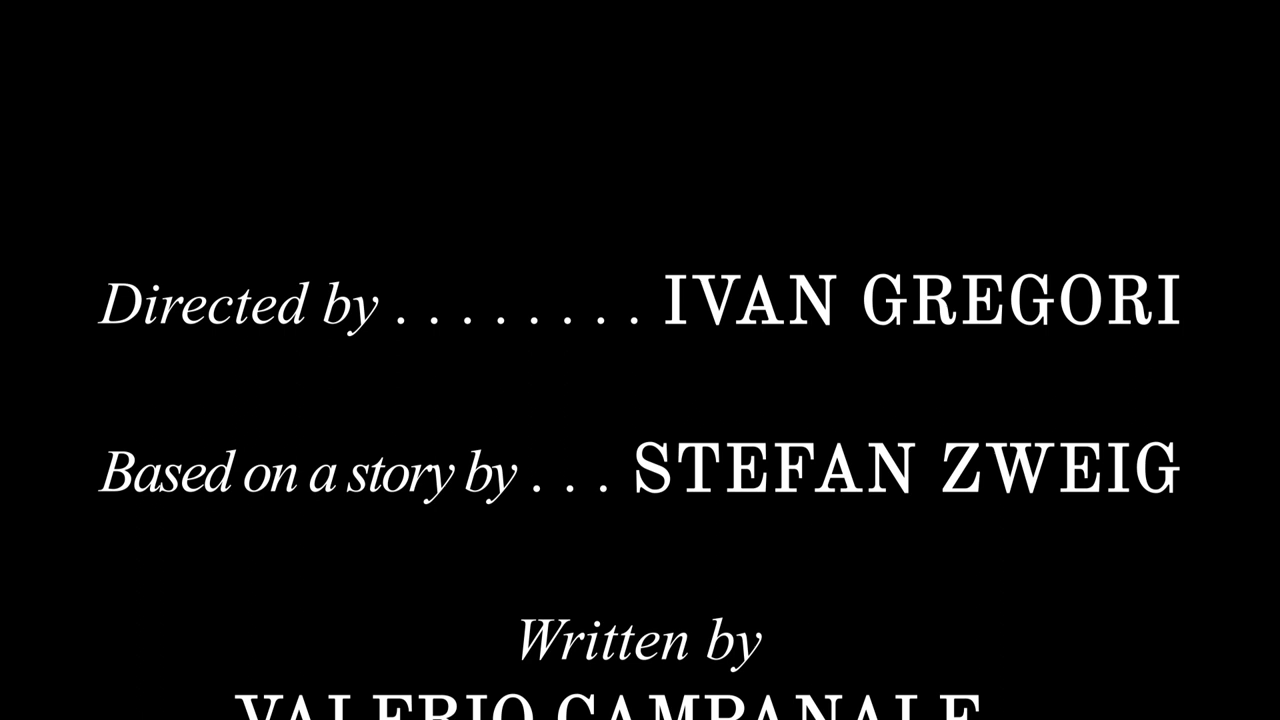 Directed by . . . . . . . . IVAN GREGORI
Based on a story by . . . STEFAN ZWEIG
Written by
VALERIO CAMPANALE